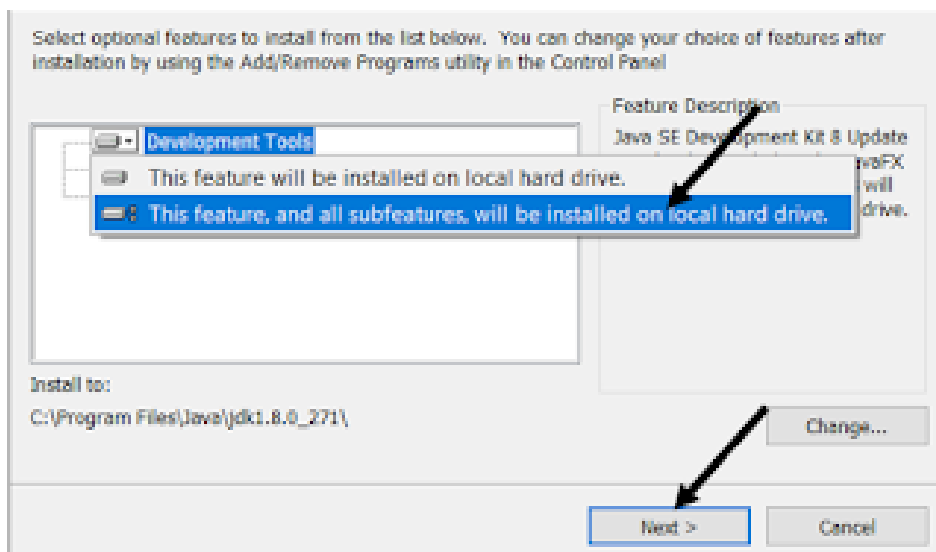 Select optional features to install from the list below. You can change your choice of features after
installation by using the Add/Remove Programs utility in the Control Panel
Feature Description
Development Tools
Java SE Development Kit 8 Update
This feature will be installed on local hard drive.
will
This feature, and all subfeatures, will be installed on local hard drive.
drive.
Install to:
C:\Program Files\Java\jdk1.8.0_271\
Change...
Next >
Cancel